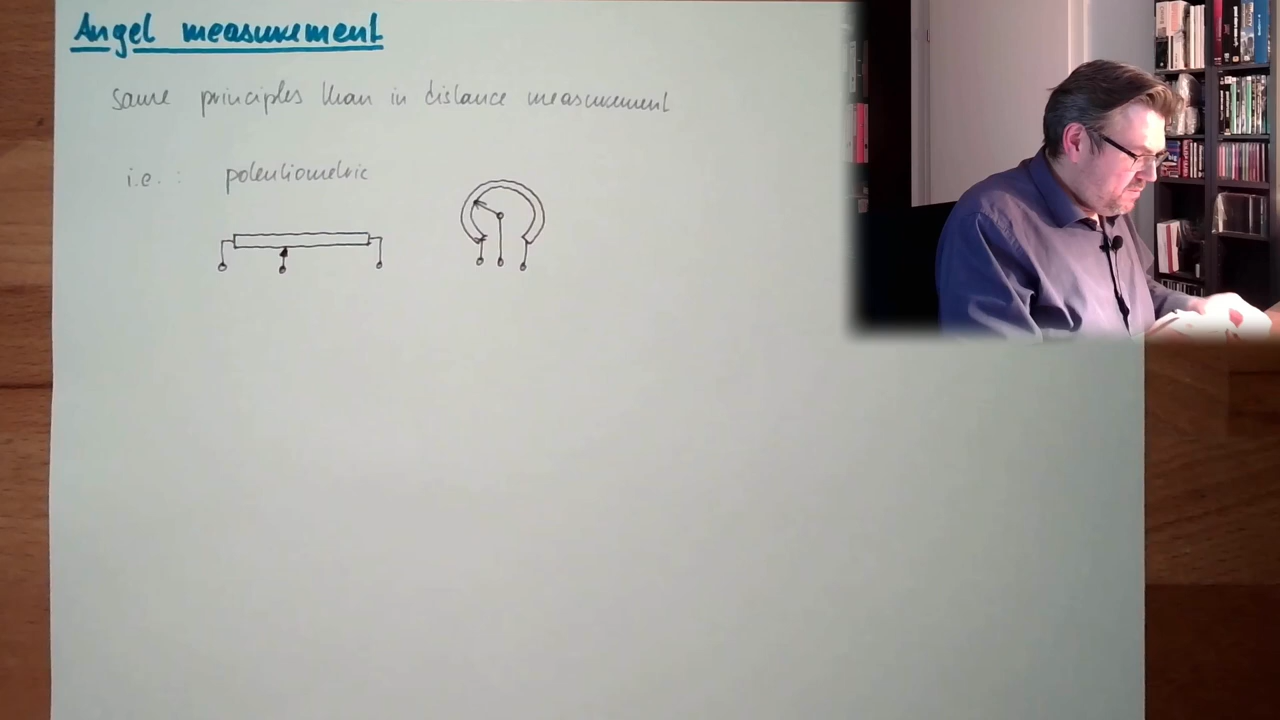 Angel measurement
same principles than in distance measurement
i.e. : potentiometric